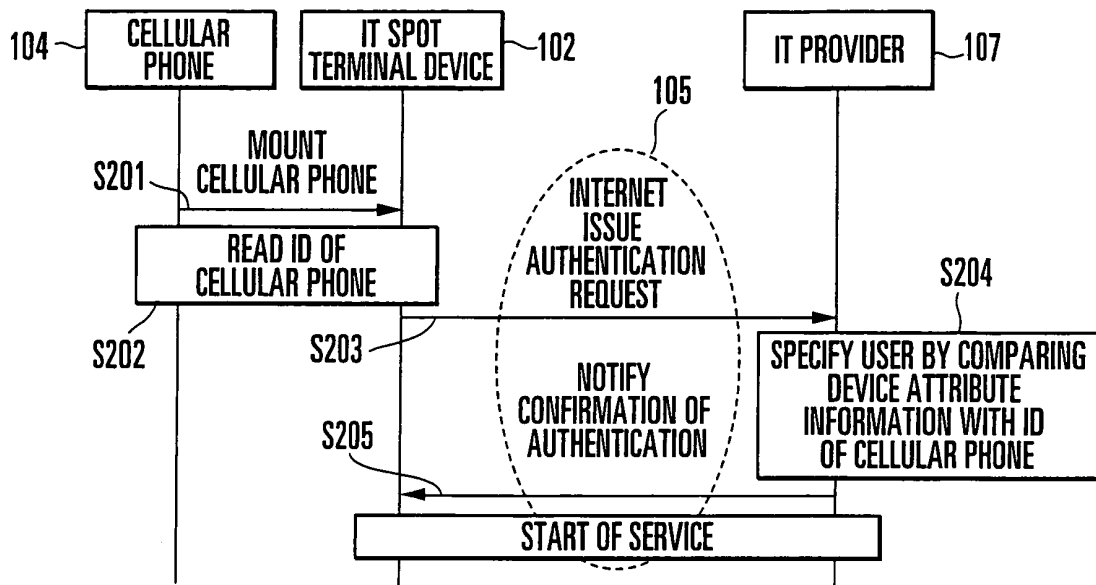 104
CELLULAR
PHONE
IT SPOT
TERMINAL DEVICE
102
IT PROVIDER
107
105
MOUNT
CELLULAR PHONE
S201
READ ID OF
CELLULAR PHONE
S202
INTERNET
ISSUE
AUTHENTICATION
REQUEST
S203
S204
SPECIFY USER BY COMPARING
DEVICE ATTRIBUTE
INFORMATION WITH ID
OF CELLULAR PHONE
NOTIFY
CONFIRMATION OF
AUTHENTICATION
S205
START OF SERVICE